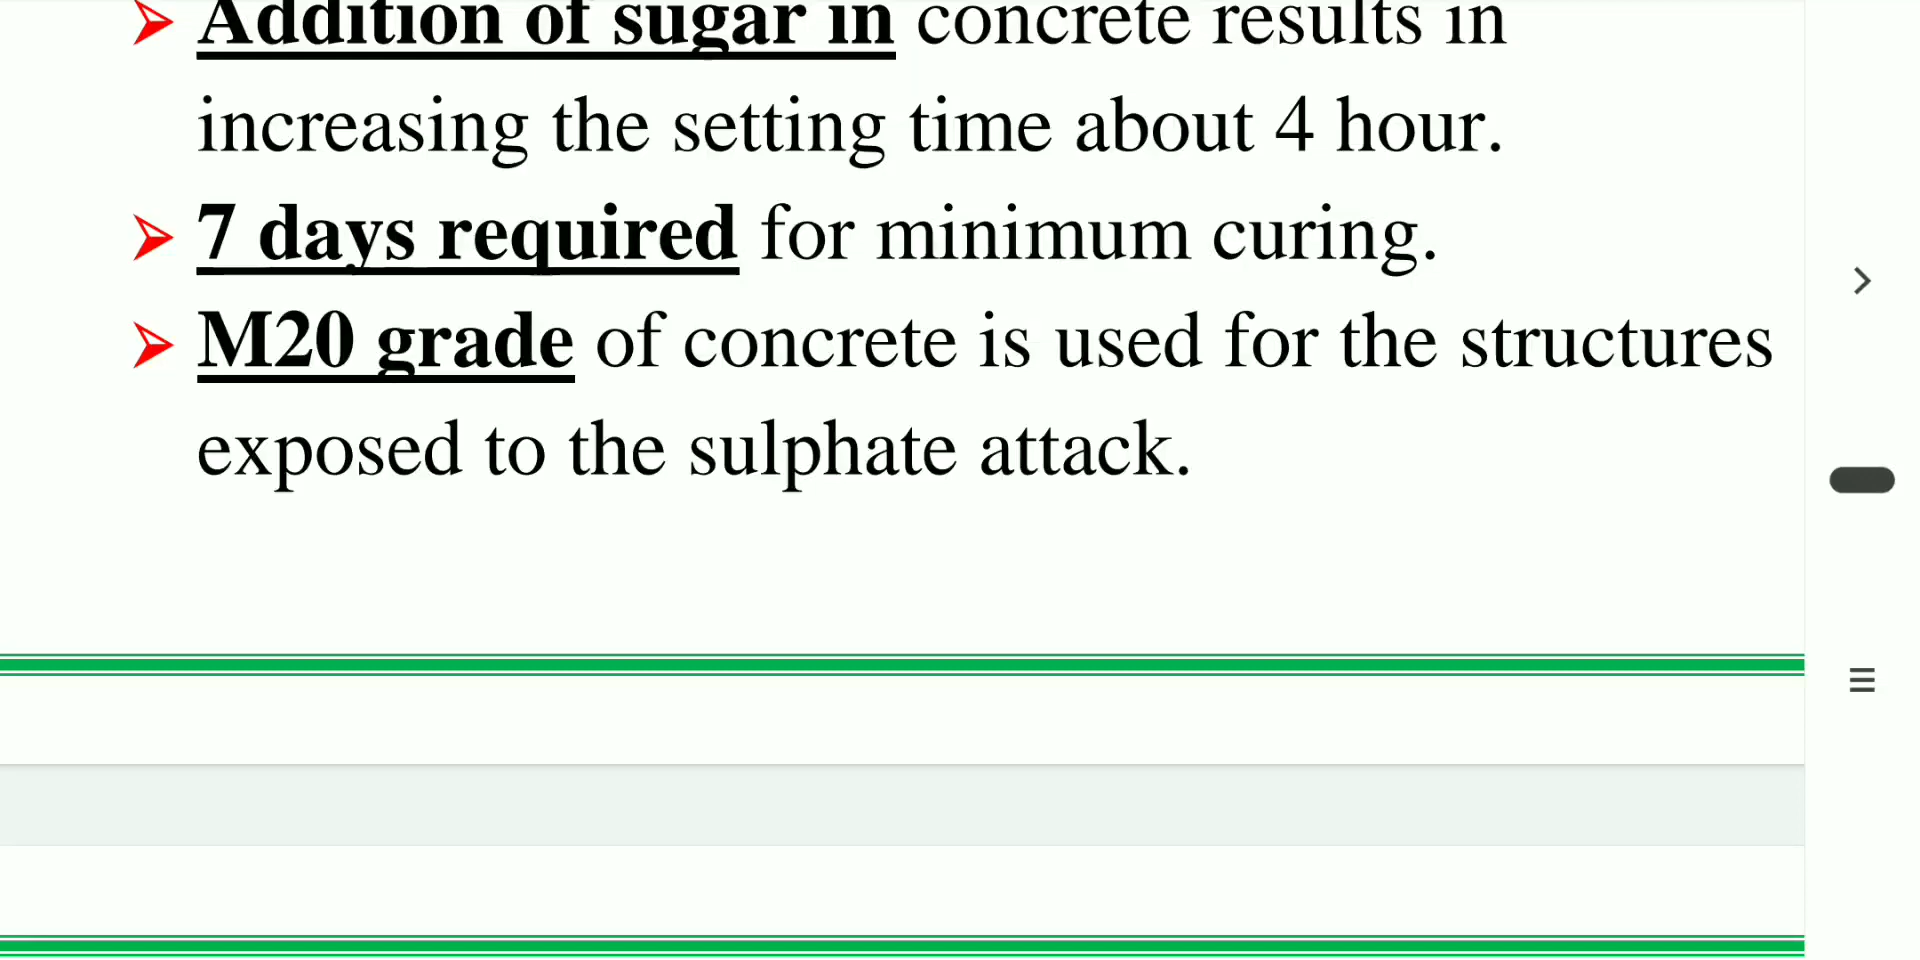 ➢ Addition of sugar in concrete results in
increasing the setting time about 4 hour.
➢ 7 days required for minimum curing.
➢ M20 grade of concrete is used for the structures
exposed to the sulphate attack.